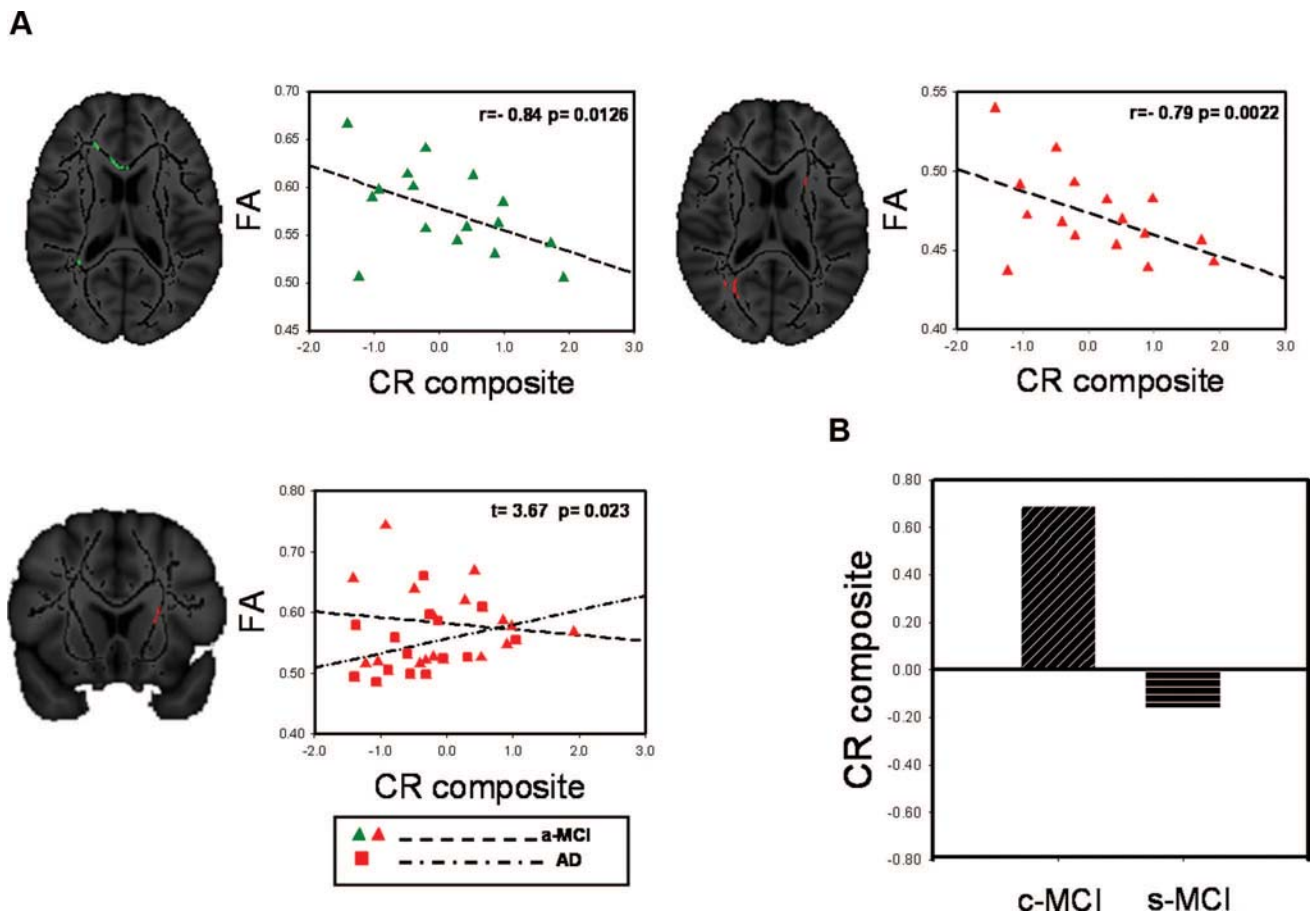 A
FA
0.70
0.65
0.60
0.55
0.50
0.45
r=- 0.84 p= 0.0126
-2.0 -1.0 0.0 1.0 2.0 3.0
CR composite
FA
0.55
0.50
0.45
0.40
r=- 0.79 p= 0.0022
-2.0 -1.0 0.0 1.0 2.0 3.0
CR composite
FA
0.80
0.70
0.60
0.50
0.40
t= 3.67 p= 0.023
-2.0 -1.0 0.0 1.0 2.0 3.0
CR composite
a-MCI
AD
B
CR composite
0.80
0.60
0.40
0.20
0.00
-0.20
-0.40
-0.60
-0.80
c-MCI s-MCI